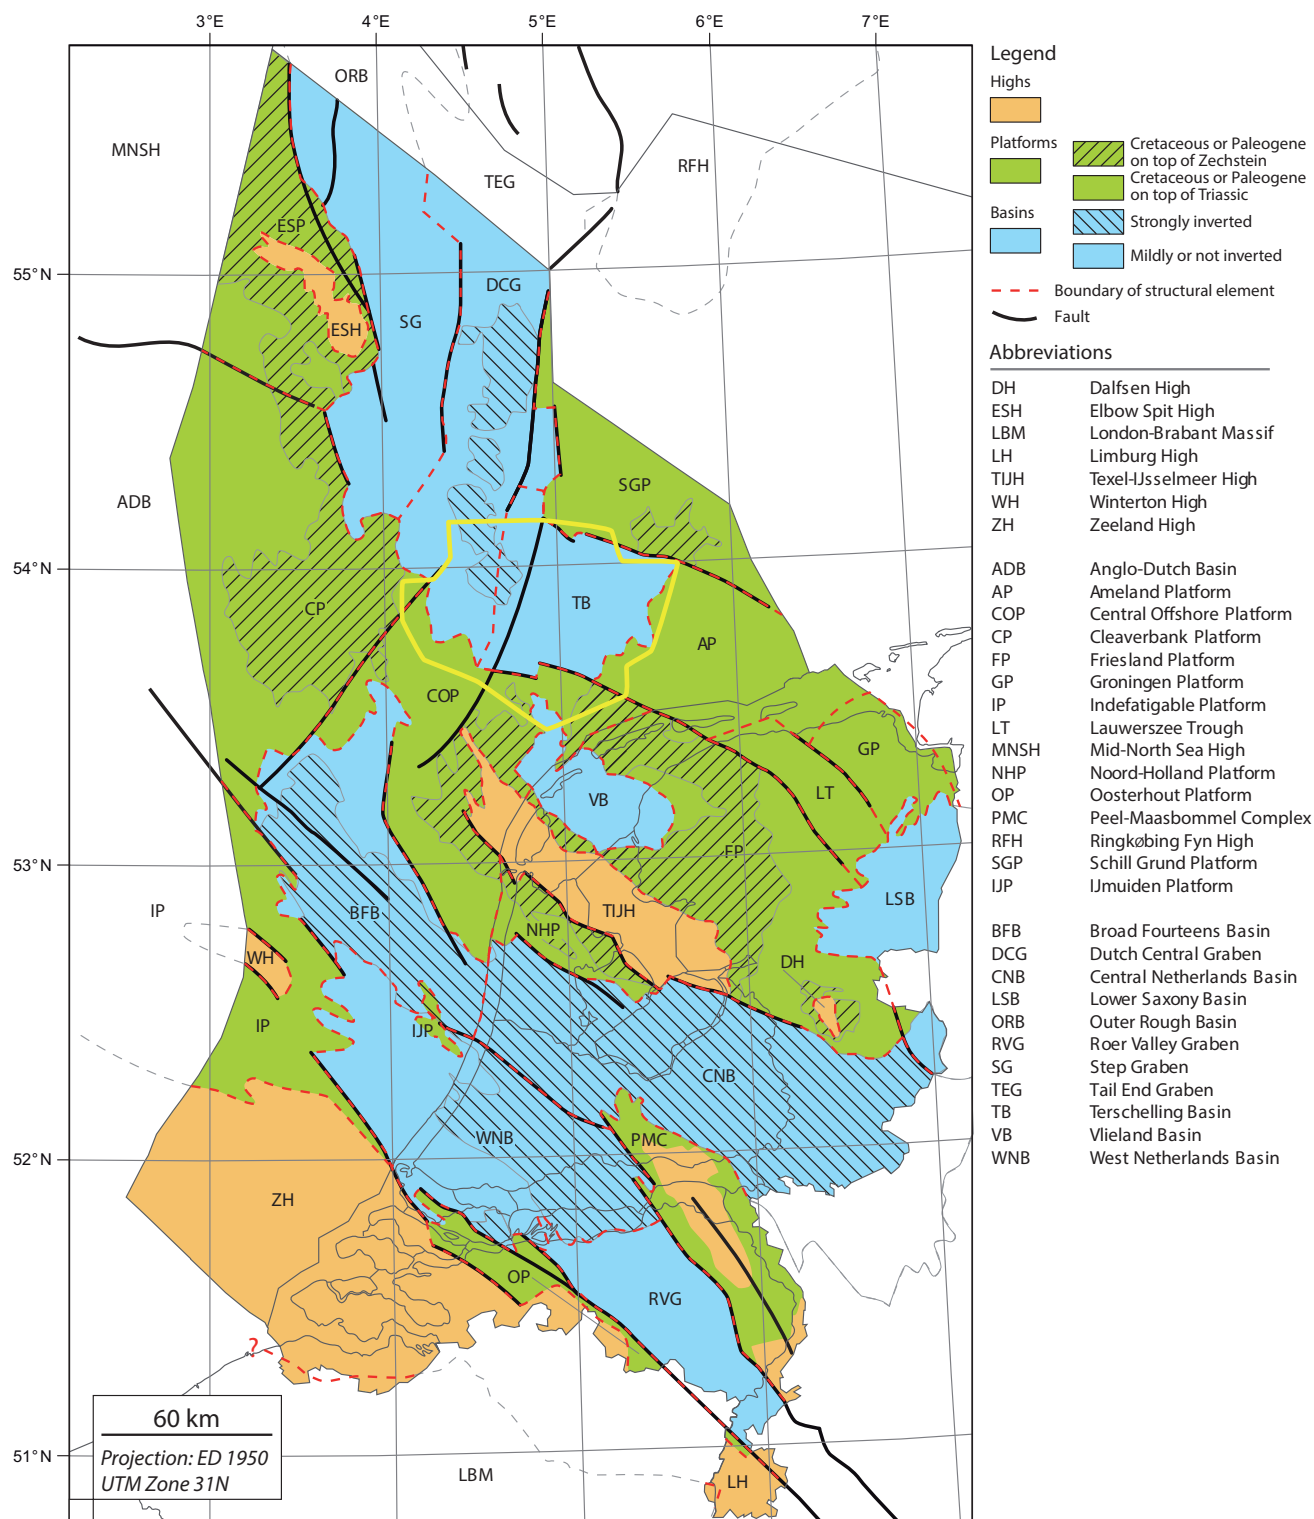 3°E
4°E
5°E
6°E
7°E
55°N
54°N
53°N
52°N
51°N
ORB
MNSH
TEG
RFH
ESP
DCG
ESH
SG
ADB
SGP
CP
TB
AP
COP
GP
VB
LT
FP
IP
BFB
TIJH
LSB
NHP
WH
DH
IP
IJP
CNB
WNB
PMC
ZH
OP
RVG
?
LBM
LH
60 km
Projection: ED 1950
UTM Zone 31N
Legend
Highs
Platforms
Cretaceous or Paleogene
on top of Zechstein
Cretaceous or Paleogene
on top of Triassic
Basins
Strongly inverted
Mildly or not inverted
Boundary of structural element
Fault
Abbreviations
DH Dalfsen High
ESH Elbow Spit High
LBM London-Brabant Massif
LH Limburg High
TIJH Texel-IJsselmeer High
WH Winterton High
ZH Zeeland High
ADB Anglo-Dutch Basin
AP Ameland Platform
COP Central Offshore Platform
CP Cleaverbank Platform
FP Friesland Platform
GP Groningen Platform
IP Indefatigable Platform
LT Lauwerszee Trough
MNSH Mid-North Sea High
NHP Noord-Holland Platform
OP Oosterhout Platform
PMC Peel-Maasbommel Complex
RFH Ringkøbing Fyn High
SGP Schill Grund Platform
IJP IJmuiden Platform
BFB Broad Fourteens Basin
DCG Dutch Central Graben
CNB Central Netherlands Basin
LSB Lower Saxony Basin
ORB Outer Rough Basin
RVG Roer Valley Graben
SG Step Graben
TEG Tail End Graben
TB Terschelling Basin
VB Vlieland Basin
WNB West Netherlands Basin